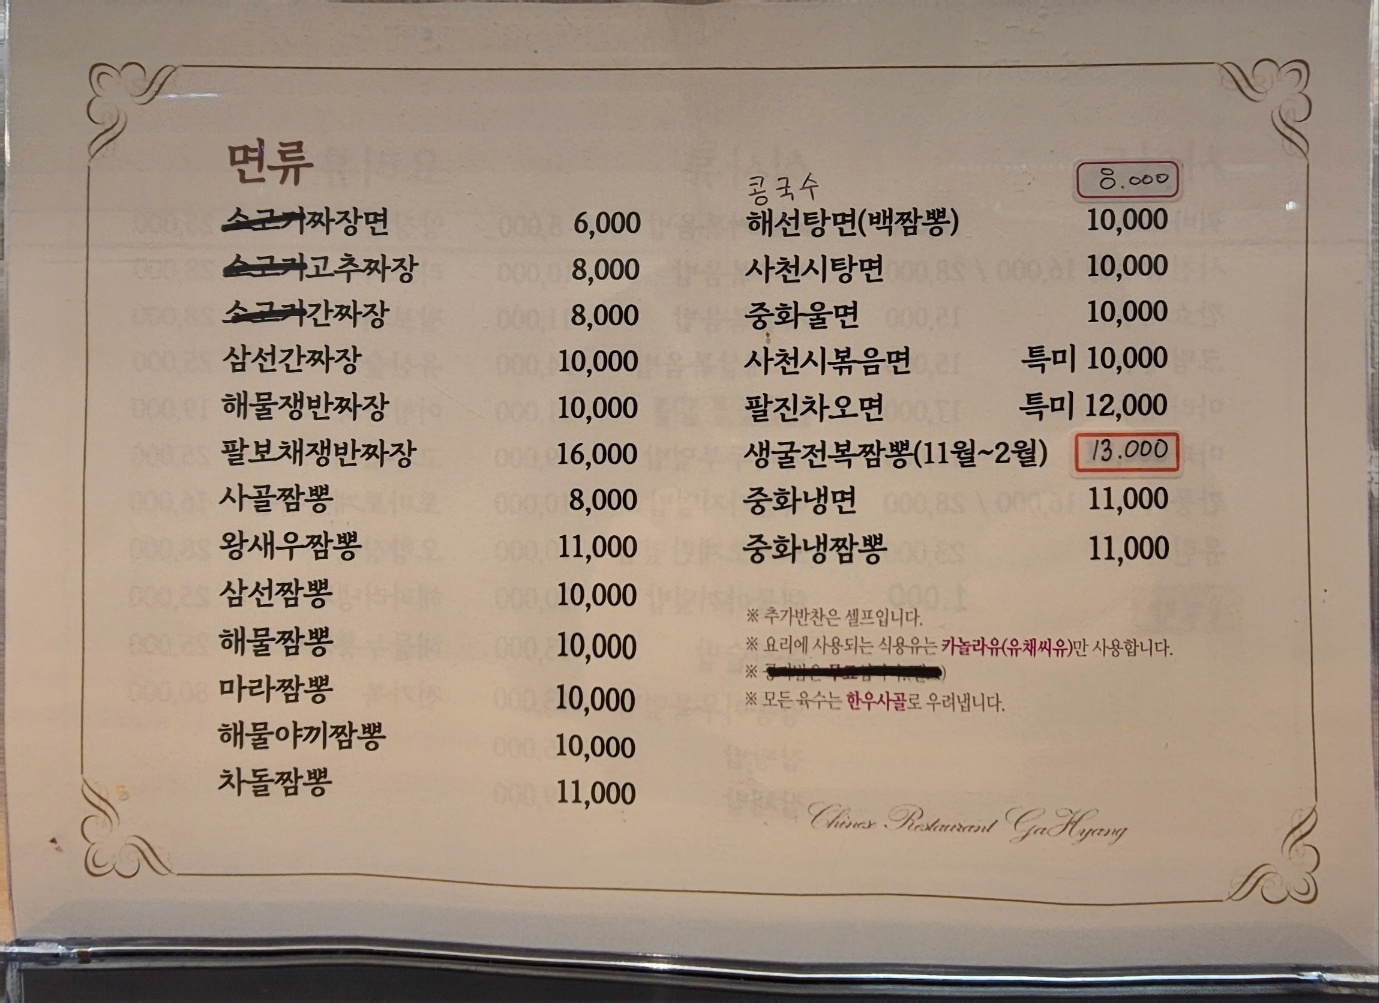 면류
짜장면 6,000
고추짜장 8,000
간짜장 8,000
삼선간짜장 10,000
해물쟁반짜장 10,000
팔보채쟁반짜장 16,000
사골짬뽕 8,000
왕새우짬뽕 11,000
삼선짬뽕 10,000
해물짬뽕 10,000
마라짬뽕 10,000
해물야끼짬뽕 10,000
차돌짬뽕 11,000
콩국수 8.000
해선탕면(백짬뽕) 10,000
사천시탕면 10,000
중화울면 10,000
사천시볶음면 특미 10,000
팔진차오면 특미 12,000
생굴전복짬뽕(11월~2월) 13.000
중화냉면 11,000
중화냉짬뽕 11,000
※ 추가반찬은 셀프입니다.
※ 요리에 사용되는 식용유는 카놀라유(유채씨유)만 사용합니다.
※
※ 모든 육수는 한우사골로 우려냅니다.
Chinese Restaurant GaHyang